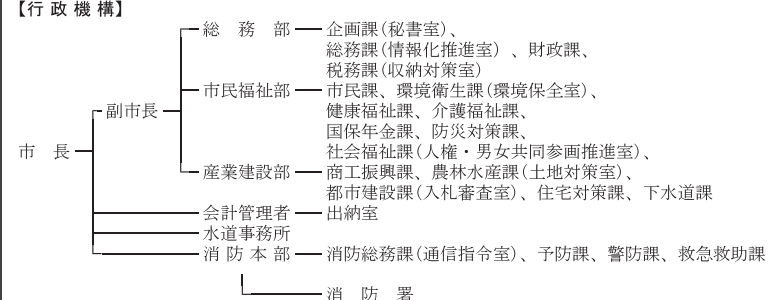 【行政機構】
総務部 企画課(秘書室)、
総務課(情報化推進室)、財政課、
税務課(収納対策室)
市民福祉部 市民課、環境衛生課(環境保全室)、
副市長 健康福祉課、介護福祉課、
国保年金課、防災対策課、
市長 社会福祉課(人権・男女共同参画推進室)、
産業建設部 商工振興課、農林水産課(土地対策室)、
都市建設課(入札審査室)、住宅対策課、下水道課
会計管理者 出納室
水道事務所
消防本部 消防総務課(通信指令室)、予防課、警防課、救急救助課
消防署